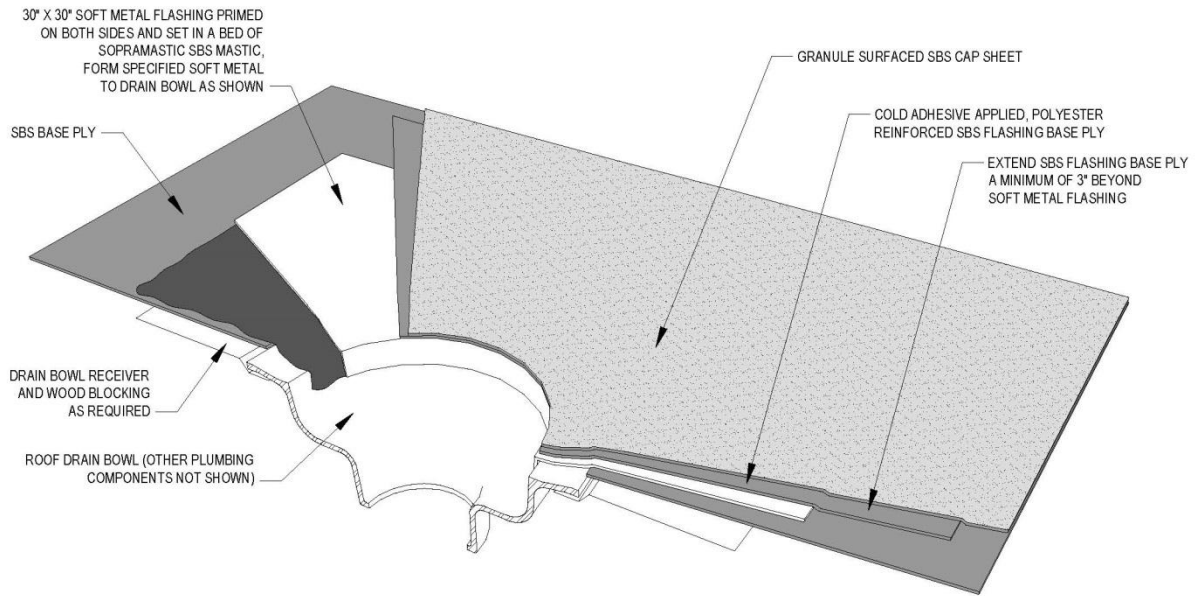 30" X 30" SOFT METAL FLASHING PRIMED
ON BOTH SIDES AND SET IN A BED OF
SOPRAMASTIC SBS MASTIC,
FORM SPECIFIED SOFT METAL
TO DRAIN BOWL AS SHOWN
SBS BASE PLY
DRAIN BOWL RECEIVER
AND WOOD BLOCKING
AS REQUIRED
ROOF DRAIN BOWL (OTHER PLUMBING
COMPONENTS NOT SHOWN)
GRANULE SURFACED SBS CAP SHEET
COLD ADHESIVE APPLIED, POLYESTER
REINFORCED SBS FLASHING BASE PLY
EXTEND SBS FLASHING BASE PLY
A MINIMUM OF 3" BEYOND
SOFT METAL FLASHING